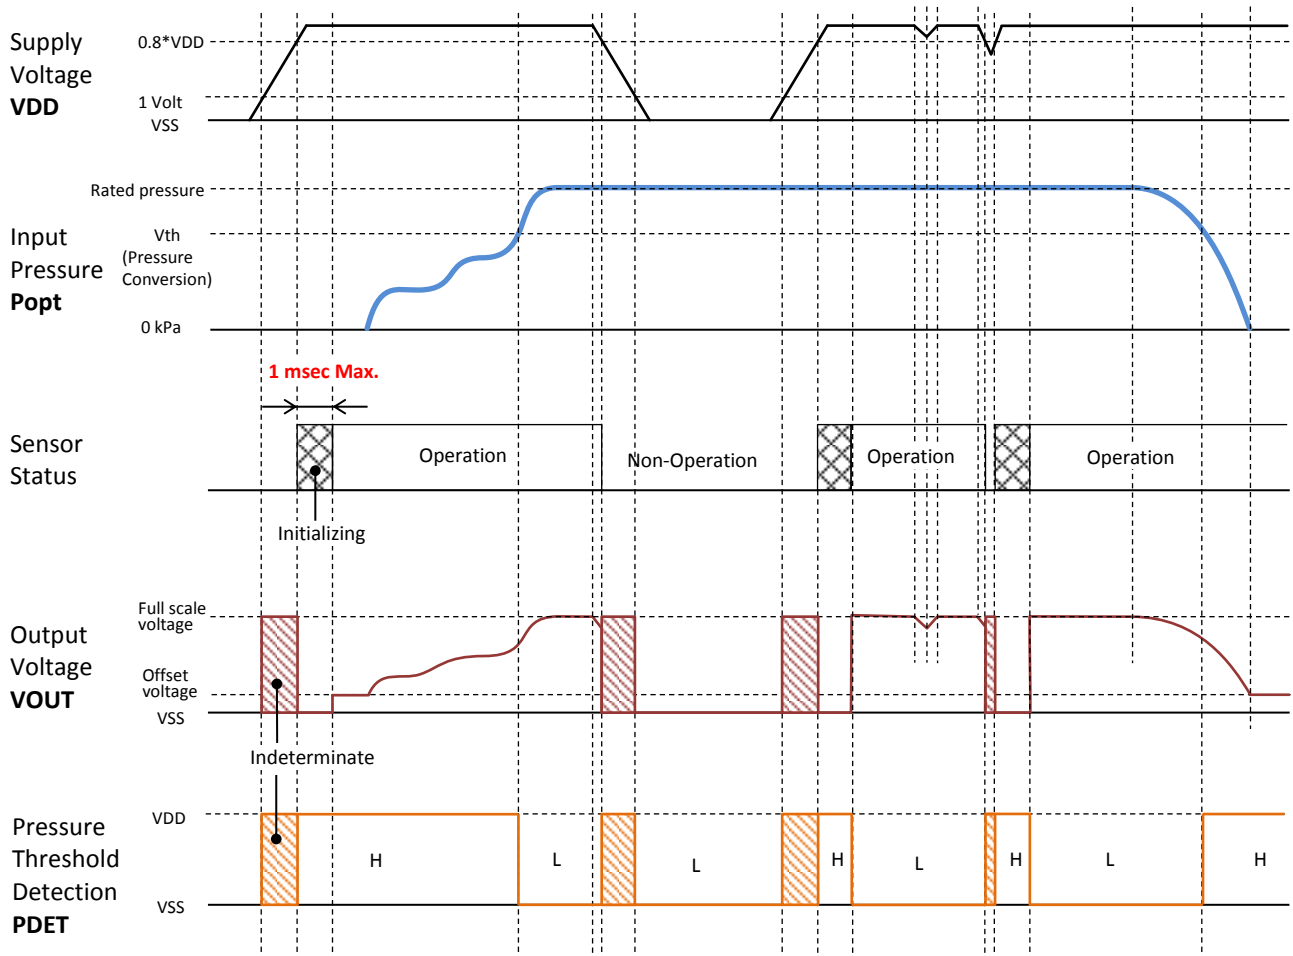 Supply
Voltage
VDD
0.8*VDD
1 Volt
VSS
Input
Pressure
Popt
Rated pressure
Vth
(Pressure
Conversion)
0 kPa
1 msec Max.
Sensor
Status
Operation
Non-Operation
Operation
Operation
Initializing
Output
Voltage
VOUT
Full scale
voltage
Offset
voltage
VSS
Indeterminate
Pressure
Threshold
Detection
PDET
VDD
VSS
H
L
L
H
L
H
L
H